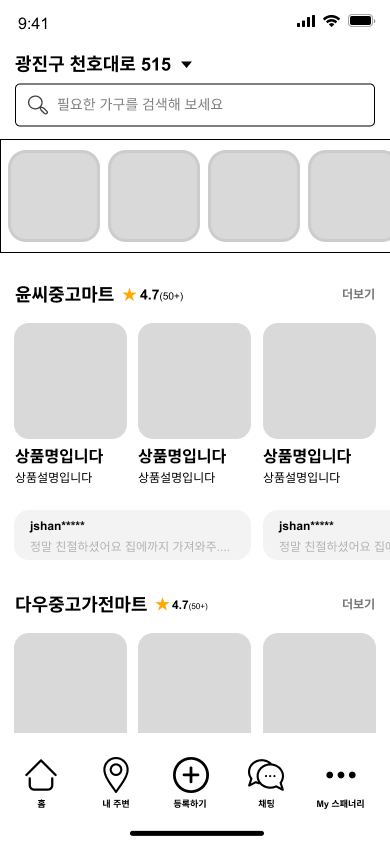 9:41
광진구 천호대로 515
필요한 가구를 검색해 보세요
윤씨중고마트 4.7(50+) 더보기
상품명입니다 상품명입니다 상품명입니다
상품설명입니다 상품설명입니다 상품설명입니다
jshan***** jshan*****
정말 친절하셨어요 집에까지 가져와주.... 정말 친절하셨어요 집에
다우중고가전마트 4.7(50+) 더보기
홈 내 주변 등록하기 채팅 My 스패너리